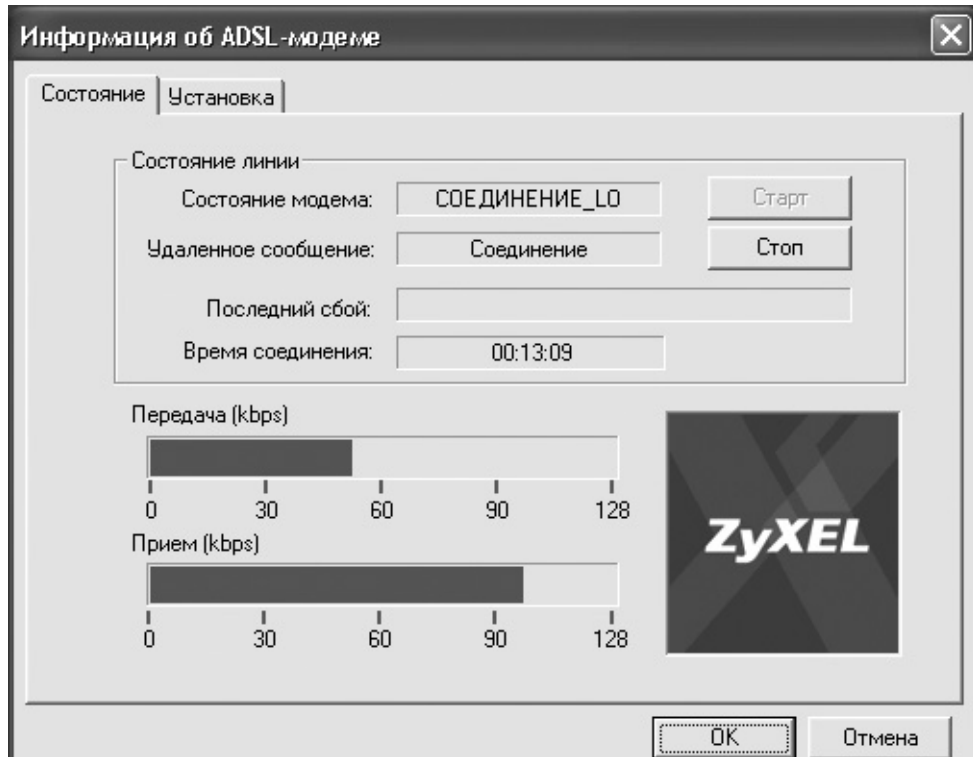 Информация об ADSL-модеме
Состояние Установка
Состояние линии
Состояние модема: СОЕДИНЕНИЕ_LO Старт
Удаленное сообщение: Соединение Стоп
Последний сбой:
Время соединения: 00:13:09
Передача (kbps)
0 30 60 90 128
Прием (kbps)
0 30 60 90 128
ZyXEL
OK Отмена